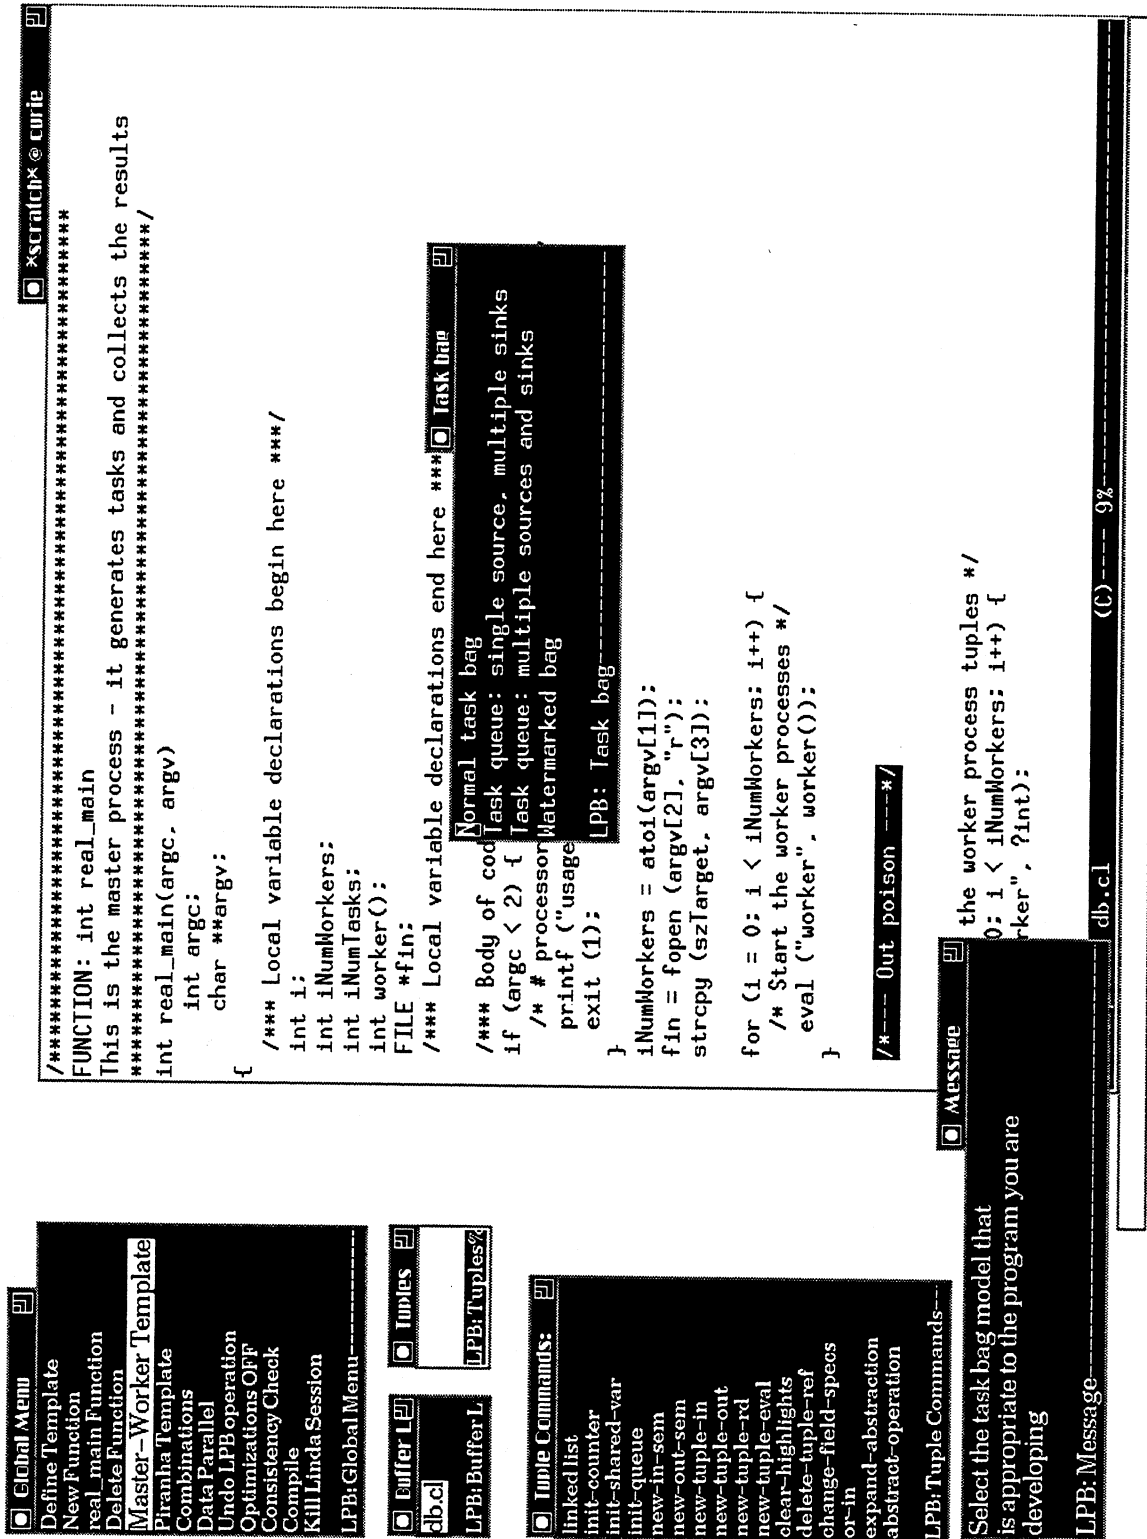 Global Menu
Define Template
New Function
real_main Function
Delete Function
Master-Worker Template
Piranha Template
Combinations
Data Parallel
Undo LPB operation
Optimizations OFF
Consistency Check
Compile
Kill Linda Session
LPB: Global Menu-------------
Buffer L
db.cl
LPB: Buffer L
Tuples
LPB: Tuples%
Tuple Commands:
linked list
init-counter
init-shared-var
init-queue
new-in-sem
new-out-sem
new-tuple-in
new-tuple-out
new-tuple-rd
new-tuple-eval
clear-highlights
delete-tuple-ref
change-field-specs
or-in
expand-abstraction
abstract-operation
LPB: Tuple Commands----
Message
Select the task bag model that
is appropriate to the program you are
developing
LPB: Message--------------------
*scratch* @ curie
/**********************************************************************
FUNCTION: int real_main
This is the master process - it generates tasks and collects the results
**********************************************************************/
int real_main(argc, argv)
int argc;
char **argv;
{
/*** Local variable declarations begin here ***/
int i;
int iNumWorkers;
int iNumTasks;
int worker();
FILE *fin;
/*** Local variable declarations end here ***
/*** Body of cod
if (argc < 2) {
/* # processor
printf ("usage
exit (1);
}
iNumWorkers = atoi(argv[1]);
fin = fopen (argv[2], "r");
strcpy (szTarget, argv[3]);
for (i = 0; i < iNumWorkers; i++) {
/* Start the worker processes */
eval ("worker", worker());
}
/*--- Out poison ---*/
the worker process tuples */
0; i < iNumWorkers; i++) {
rker", ?int);
db.cl (C)---- 9%--------------------
Task bag
Normal task bag
Task queue: single source, multiple sinks
Task queue: multiple sources and sinks
Watermarked bag
LPB: Task bag------------------------------